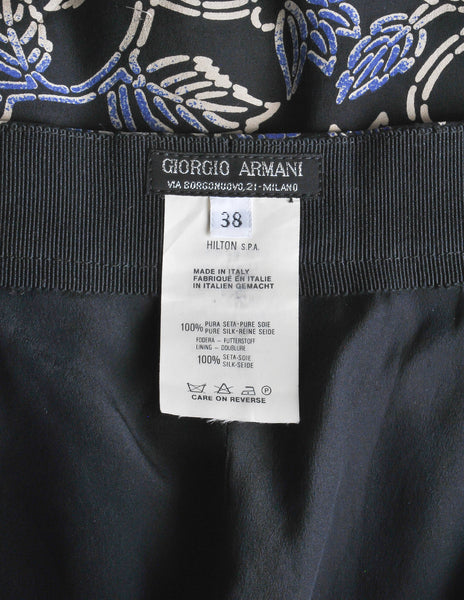 GIORGIO ARMANI
VIA BORGONUOVO, 21-MILANO
38
HILTON S.P.A.
MADE IN ITALY
FABRIQUÉ EN ITALIE
IN ITALIEN GEMACHT
100% PURA SETA-PURE SOIE
PURE SILK-REINE SEIDE
FODERA - FUTTERSTOFF
LINING - DOUBLURE
100% SETA-SOIE
SILK-SEIDE
P
CARE ON REVERSE